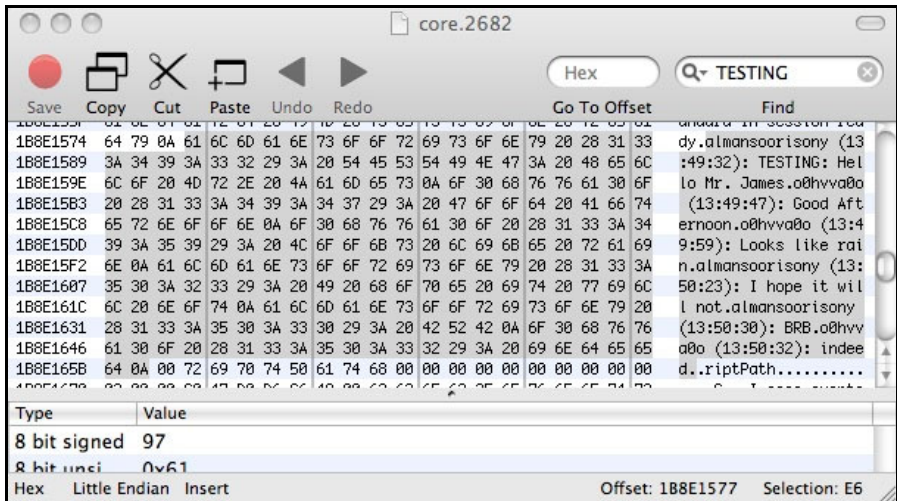 core.2682
Hex TESTING
Save Copy Cut Paste Undo Redo Go To Offset Find
1B8E1574 64 79 0A 61 6C 6D 61 6E 73 6F 6F 72 69 73 6F 6E 79 20 28 31 33 dy.almansoorisony (13
1B8E1589 3A 34 39 3A 33 32 29 3A 20 54 45 53 54 49 4E 47 3A 20 48 65 6C :49:32): TESTING: Hel
1B8E159E 6C 6F 20 4D 72 2E 20 4A 61 6D 65 73 0A 6F 30 68 76 76 61 30 6F lo Mr. James.o0hvva0o
1B8E15B3 20 28 31 33 3A 34 39 3A 34 37 29 3A 20 47 6F 6F 64 20 41 66 74 (13:49:47): Good Aft
1B8E15C8 65 72 6E 6F 6F 6E 0A 6F 30 68 76 76 61 30 6F 20 28 31 33 3A 34 ernoon.o0hvva0o (13:4
1B8E15DD 39 3A 35 39 29 3A 20 4C 6F 6F 6B 73 20 6C 69 6B 65 20 72 61 69 9:59): Looks like rai
1B8E15F2 6E 0A 61 6C 6D 61 6E 73 6F 6F 72 69 73 6F 6E 79 20 28 31 33 3A n.almansoorisony (13:
1B8E1607 35 30 3A 32 33 29 3A 20 49 20 68 6F 70 65 20 69 74 20 77 69 6C 50:23): I hope it wil
1B8E161C 6C 20 6E 6F 74 0A 61 6C 6D 61 6E 73 6F 6F 72 69 73 6F 6E 79 20 l not.almansoorisony
1B8E1631 28 31 33 3A 35 30 3A 33 30 29 3A 20 42 52 42 0A 6F 30 68 76 76 (13:50:30): BRB.o0hvv
1B8E1646 61 30 6F 20 28 31 33 3A 35 30 3A 33 32 29 3A 20 69 6E 64 65 65 a0o (13:50:32): indee
1B8E165B 64 0A 00 72 69 70 74 50 61 74 68 00 00 00 00 00 00 00 00 00 00 d..riptPath..........
Type Value
8 bit signed 97
8 bit unsi 0x61
Hex Little Endian Insert Offset: 1B8E1577 Selection: E6